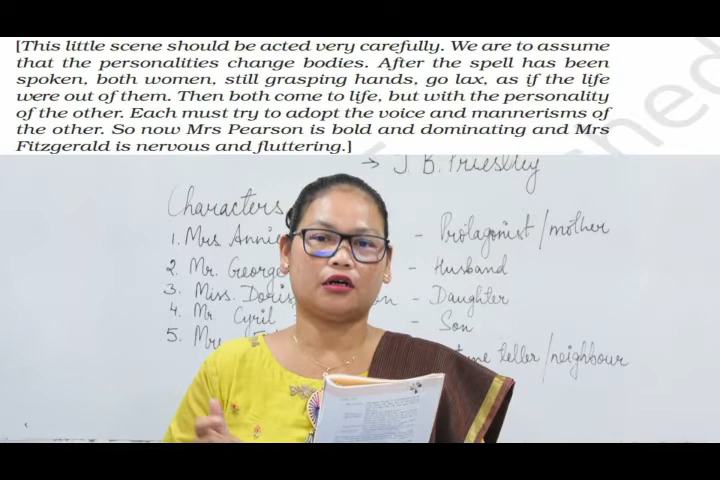 [This little scene should be acted very carefully. We are to assume
that the personalities change bodies. After the spell has been
spoken, both women, still grasping hands, go lax, as if the life
were out of them. Then both come to life, but with the personality
of the other. Each must try to adopt the voice and mannerisms of
the other. So now Mrs Pearson is bold and dominating and Mrs
Fitzgerald is nervous and fluttering.]
→ J. B. Priestley
Characters
1. Mrs Annie - Protagonist/mother
2. Mr. George - Husband
3. Miss. Doris - Daughter
4. Mr Cyril - Son
5. Mrs teller/neighbour